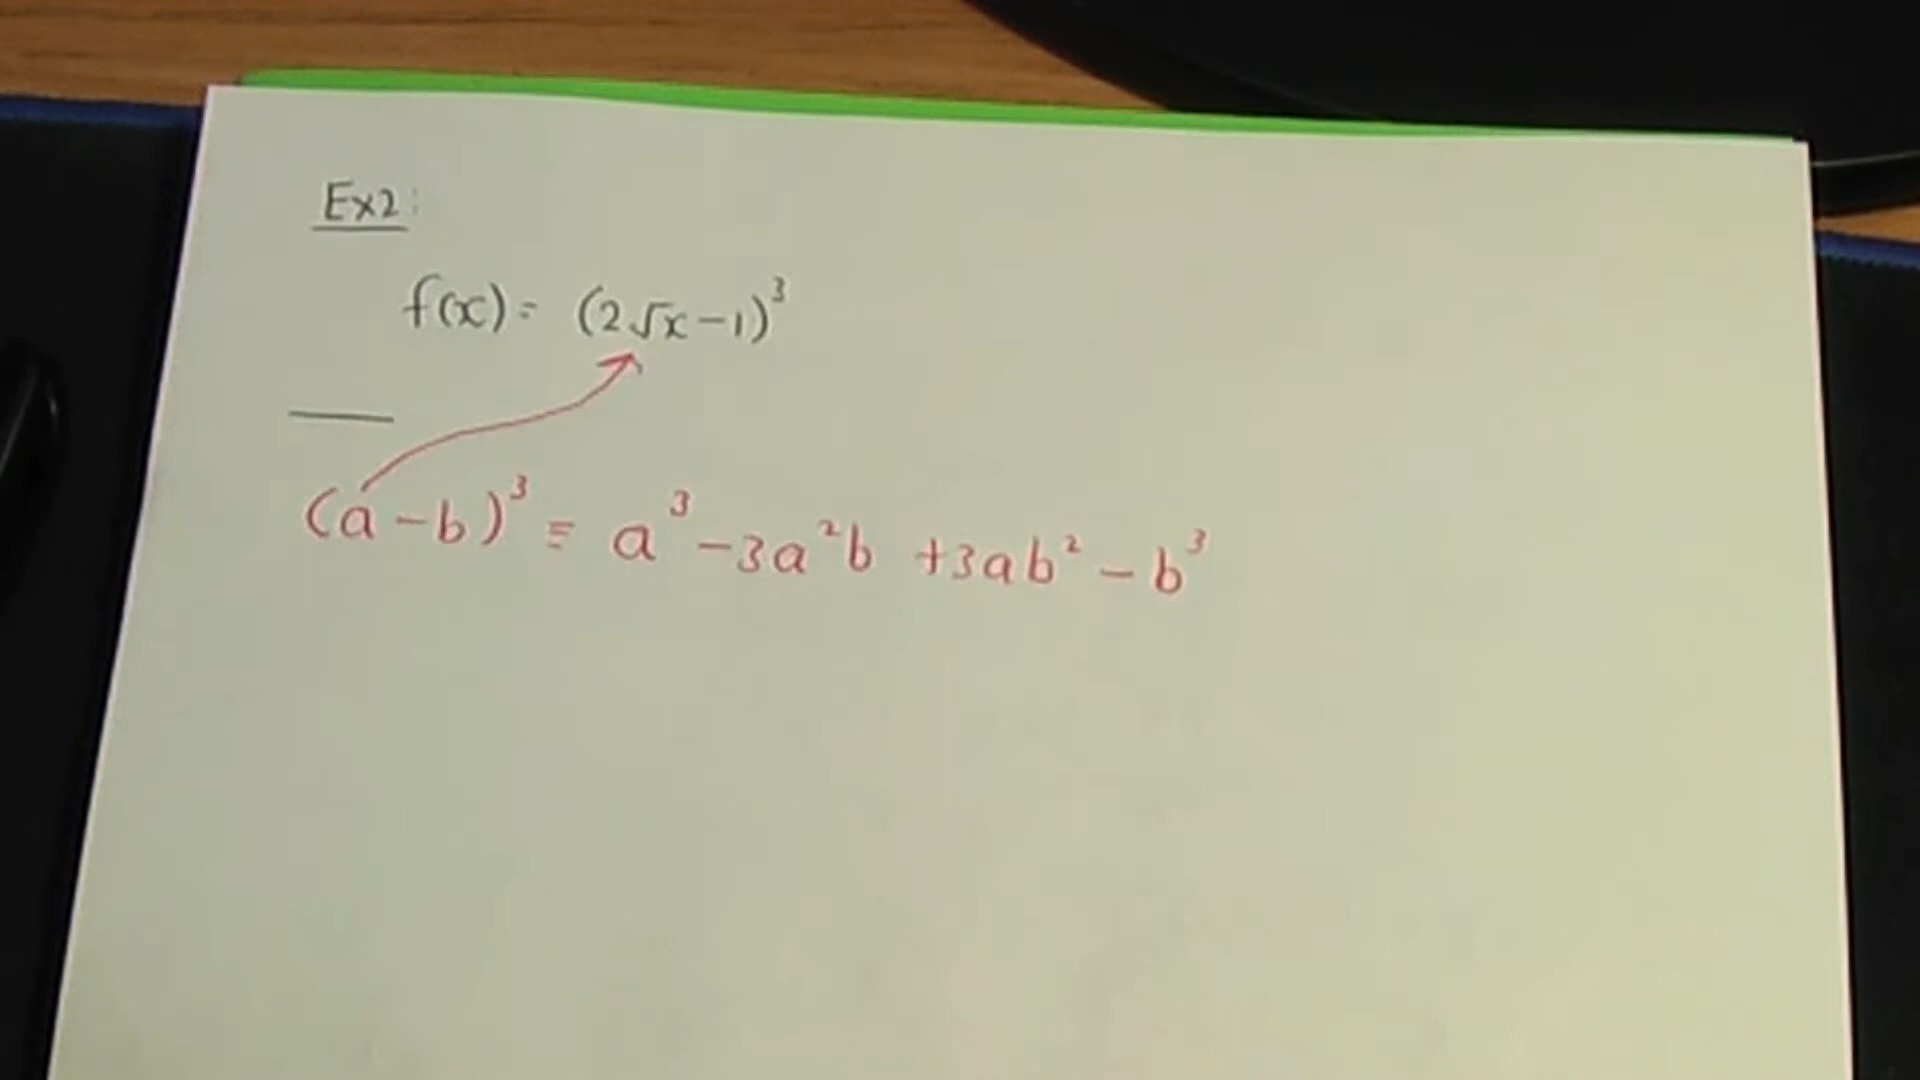 Ex2:
f(x) = (2√x − 1)³
(a − b)³ ≡ a³ − 3a²b + 3ab² − b³